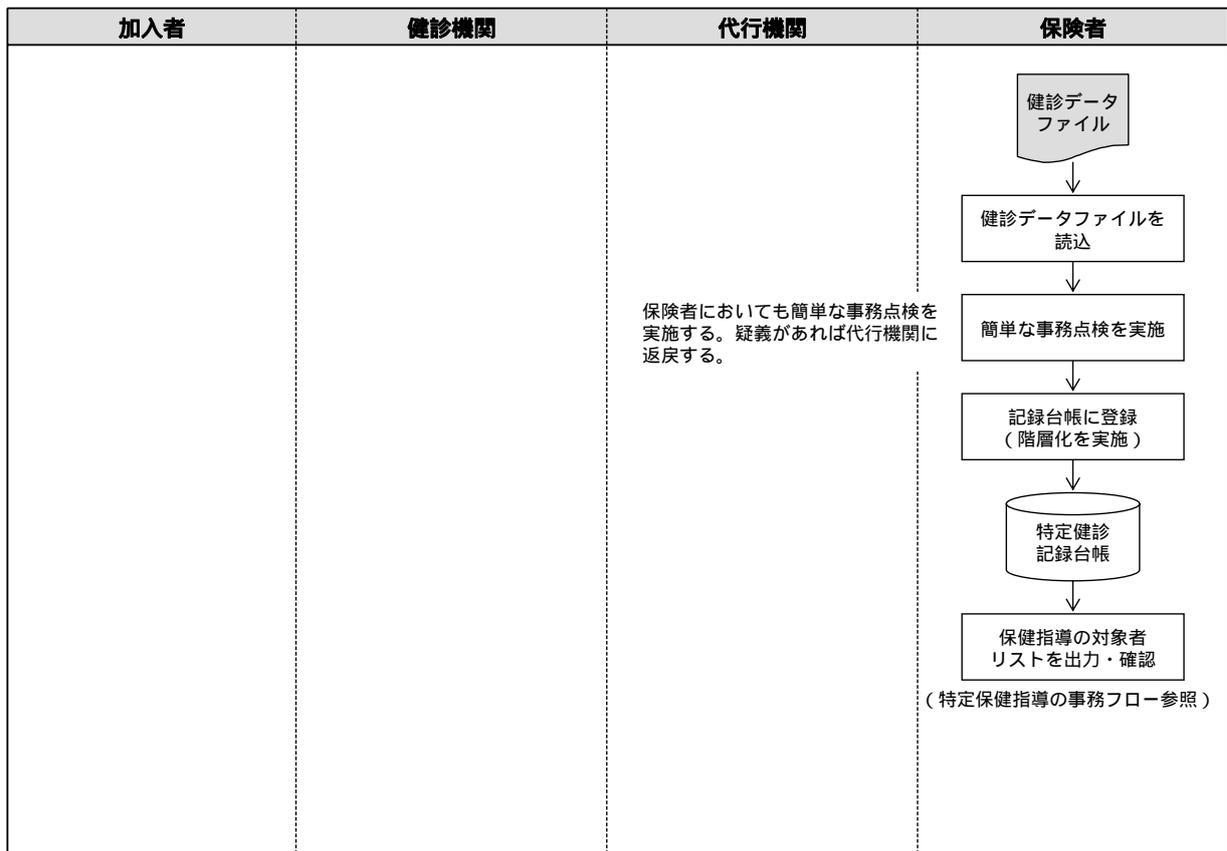 加入者
健診機関
代行機関
保険者
健診データ
ファイル
健診データファイルを
読込
保険者においても簡単な事務点検を
実施する。疑義があれば代行機関に
返戻する。
簡単な事務点検を実施
記録台帳に登録
（階層化を実施）
特定健診
記録台帳
保健指導の対象者
リストを出力・確認
（特定保健指導の事務フロー参照）